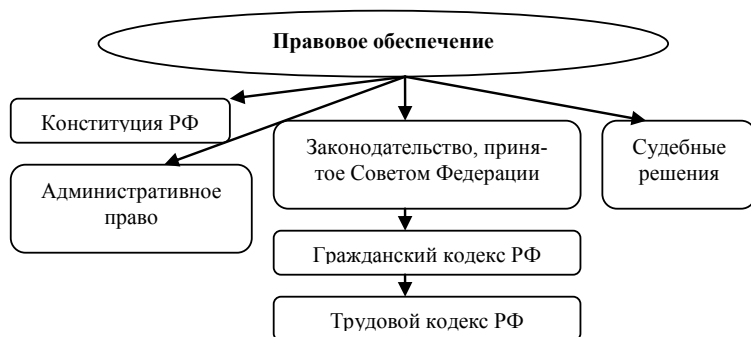 Правовое обеспечение
Конституция РФ
Административное
право
Законодательство, приня-
тое Советом Федерации
Судебные
решения
Гражданский кодекс РФ
Трудовой кодекс РФ